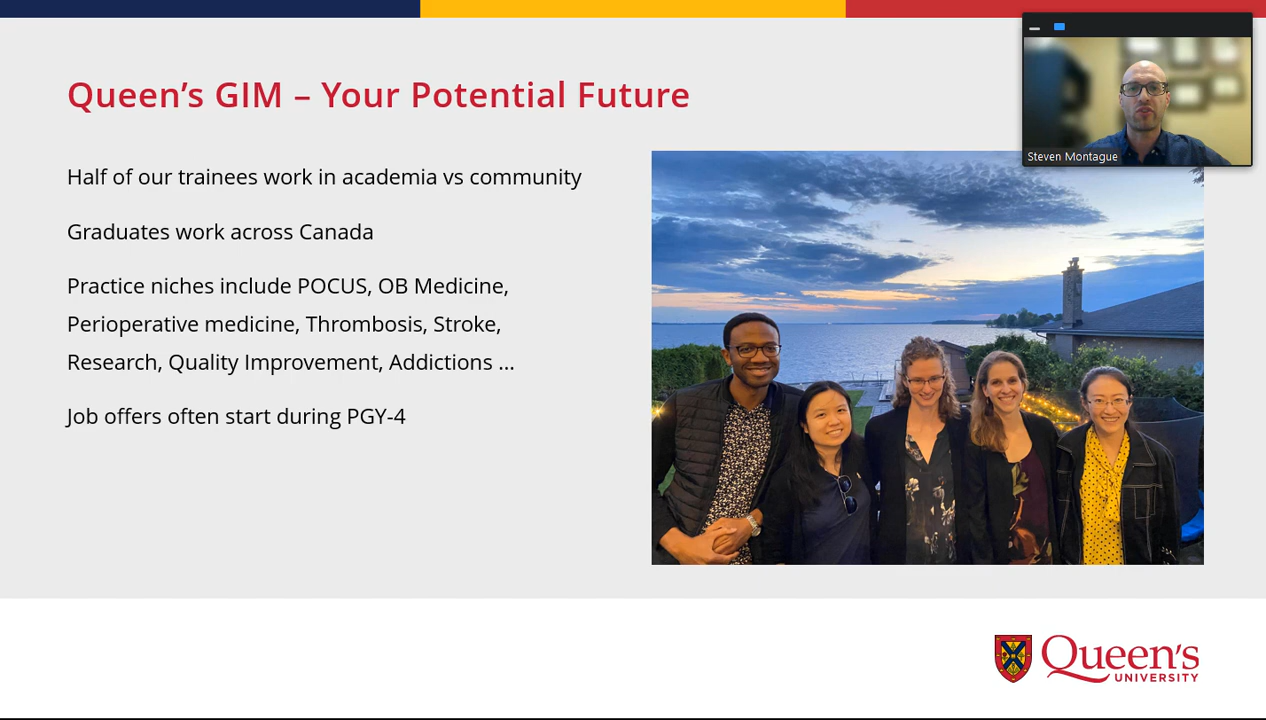 Queen’s GIM – Your Potential Future
Steven Montague
Half of our trainees work in academia vs community
Graduates work across Canada
Practice niches include POCUS, OB Medicine,
Perioperative medicine, Thrombosis, Stroke,
Research, Quality Improvement, Addictions ...
Job offers often start during PGY-4
Queen’s
UNIVERSITY